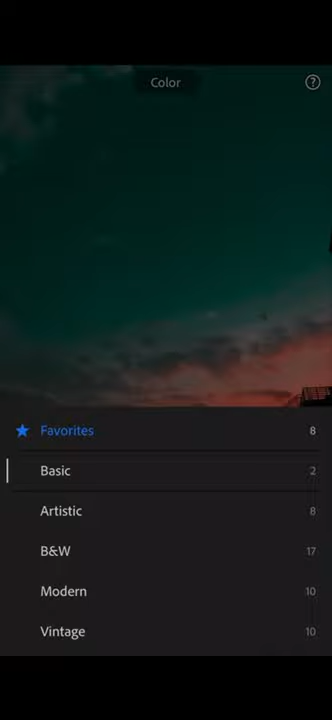 Color
?
Favorites 8
Basic 2
Artistic 8
B&W 17
Modern 10
Vintage 10